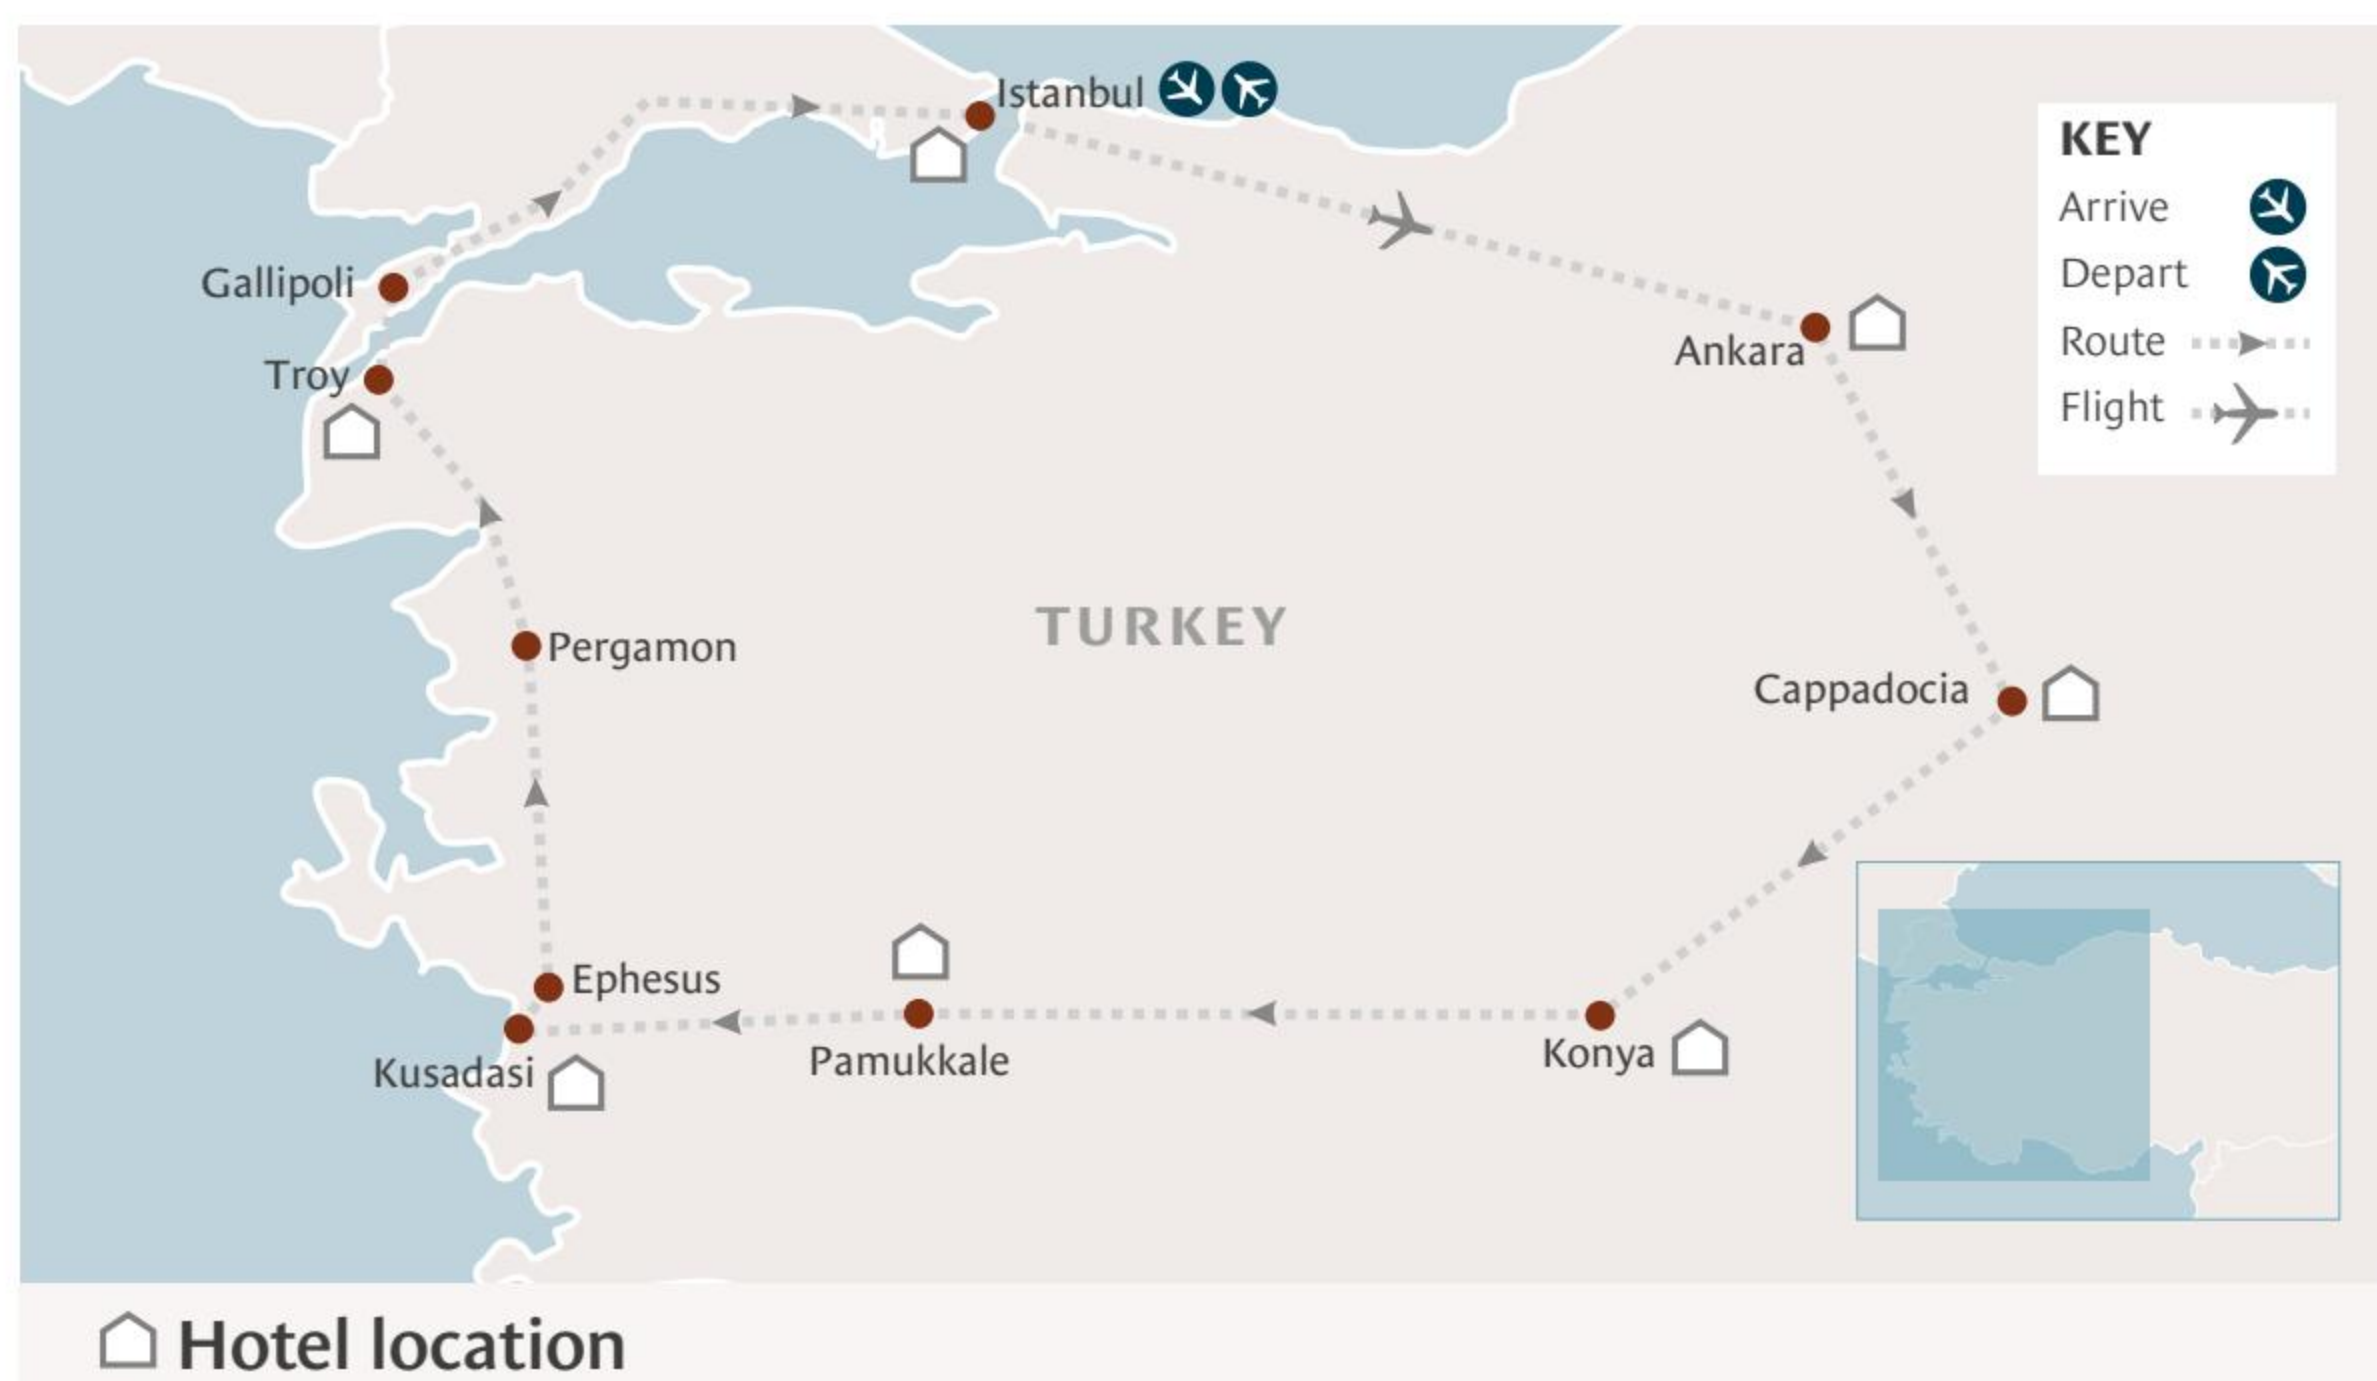 Istanbul
KEY
Arrive
Depart
Route
Flight
Gallipoli
Troy
Ankara
TURKEY
Pergamon
Cappadocia
Ephesus
Kusadasi
Pamukkale
Konya
Hotel location